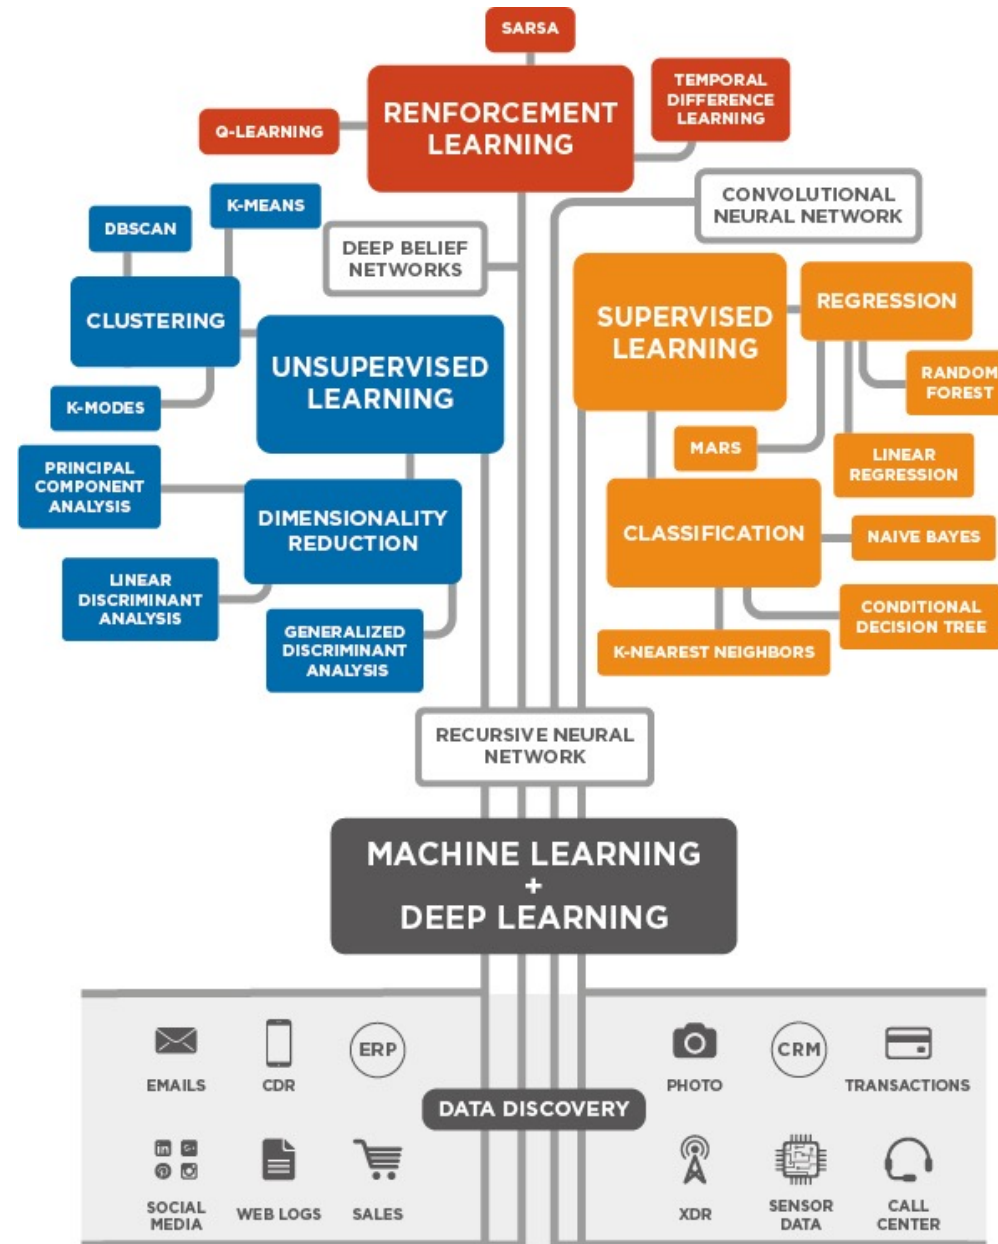 SARSA
RENFORCEMENT
LEARNING
TEMPORAL
DIFFERENCE
LEARNING
Q-LEARNING
CONVOLUTIONAL
NEURAL NETWORK
K-MEANS
DBSCAN
DEEP BELIEF
NETWORKS
CLUSTERING
UNSUPERVISED
LEARNING
SUPERVISED
LEARNING
REGRESSION
RANDOM
FOREST
K-MODES
MARS
LINEAR
REGRESSION
PRINCIPAL
COMPONENT
ANALYSIS
DIMENSIONALITY
REDUCTION
CLASSIFICATION
NAIVE BAYES
LINEAR
DISCRIMINANT
ANALYSIS
GENERALIZED
DISCRIMINANT
ANALYSIS
CONDITIONAL
DECISION TREE
K-NEAREST NEIGHBORS
RECURSIVE NEURAL
NETWORK
MACHINE LEARNING
+
DEEP LEARNING
ERP
CRM
EMAILS
CDR
PHOTO
TRANSACTIONS
DATA DISCOVERY
in
G+
SOCIAL
MEDIA
WEB LOGS
SALES
XDR
SENSOR
DATA
CALL
CENTER